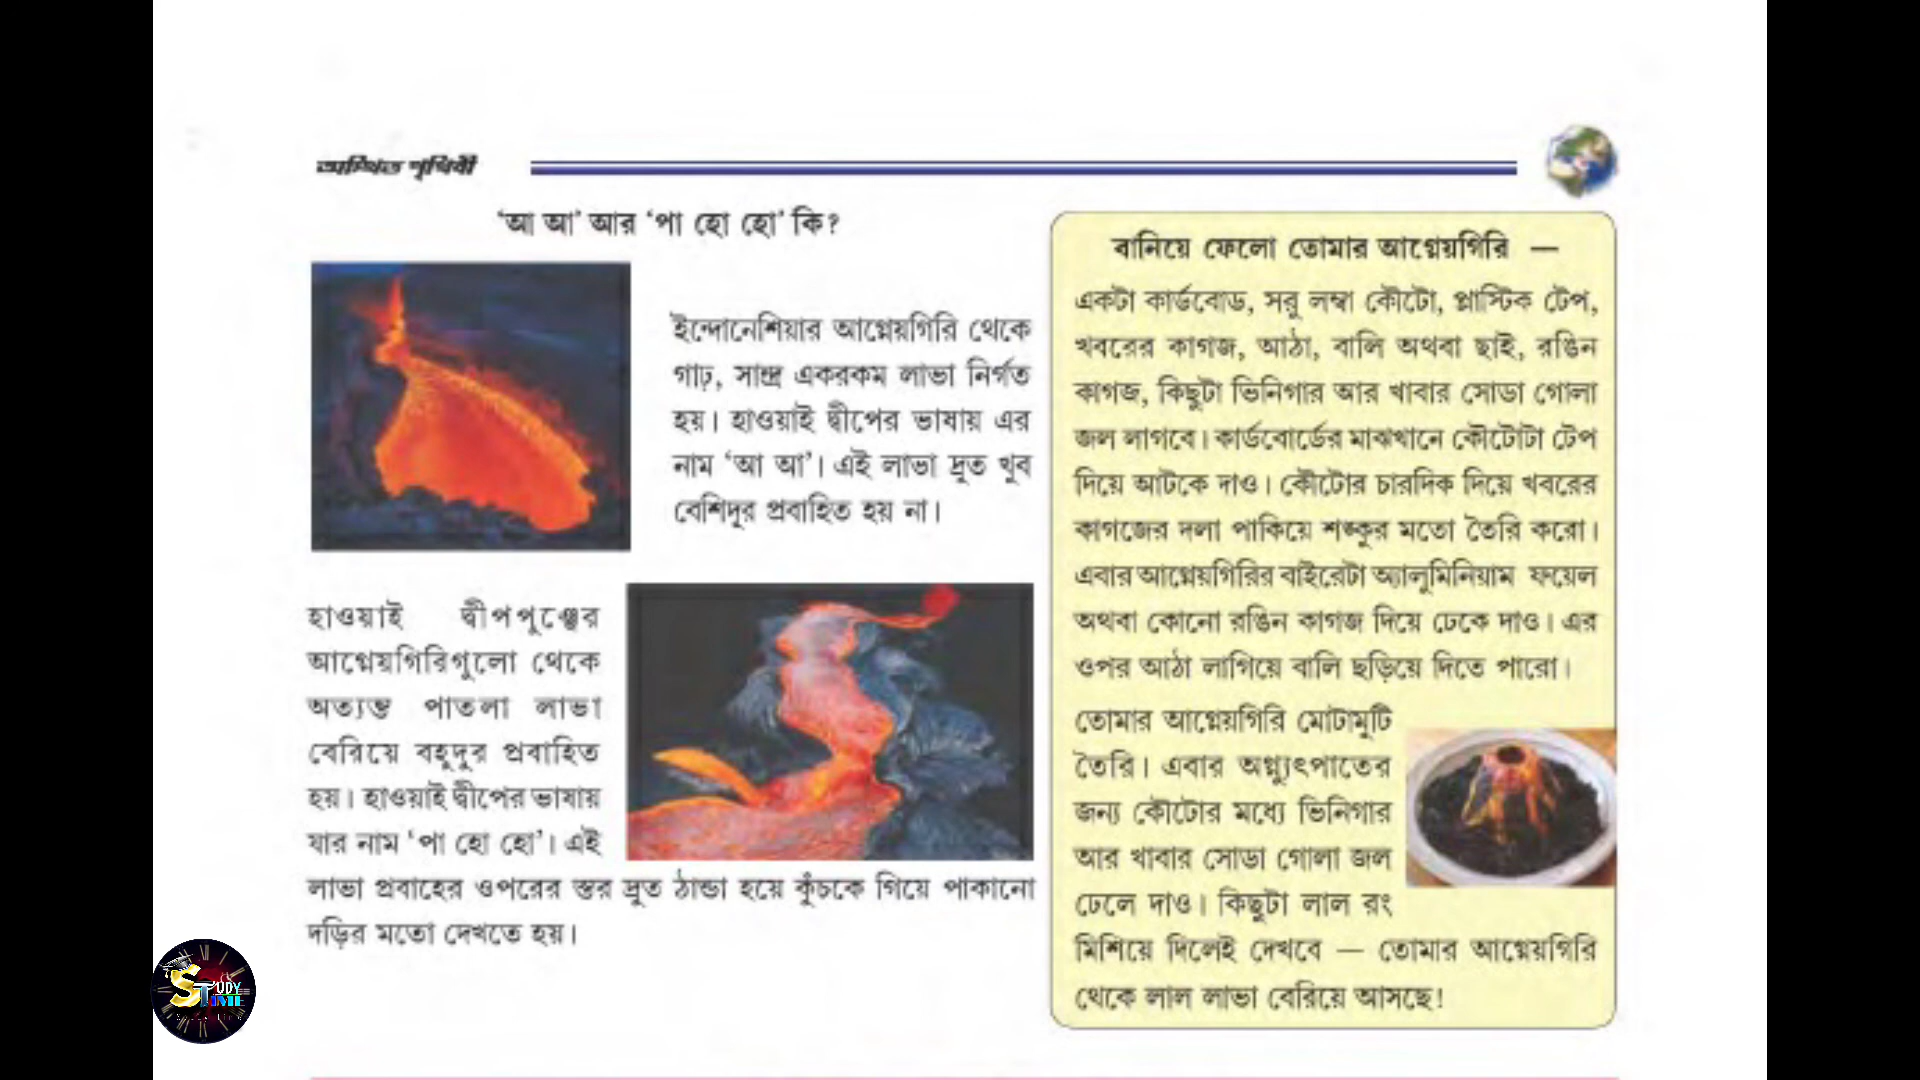 অস্থিত পৃথিবী
‘আ আ’ আর ‘পা হো হো’ কি?
ইন্দোনেশিয়ার আগ্নেয়গিরি থেকে
গাঢ়, সান্দ্র একরকম লাভা নির্গত
হয়। হাওয়াই দ্বীপের ভাষায় এর
নাম ‘আ আ’। এই লাভা দ্রুত খুব
বেশিদূর প্রবাহিত হয় না।
হাওয়াই দ্বীপপুঞ্জের
আগ্নেয়গিরিগুলো থেকে
অত্যন্ত পাতলা লাভা
বেরিয়ে বহুদূর প্রবাহিত
হয়। হাওয়াই দ্বীপের ভাষায়
যার নাম ‘পা হো হো’। এই
লাভা প্রবাহের ওপরের স্তর দ্রুত ঠান্ডা হয়ে কুঁচকে গিয়ে পাকানো
দড়ির মতো দেখতে হয়।
বানিয়ে ফেলো তোমার আগ্নেয়গিরি —
একটা কার্ডবোড, সরু লম্বা কৌটো, প্লাস্টিক টেপ,
খবরের কাগজ, আঠা, বালি অথবা ছাই, রঙিন
কাগজ, কিছুটা ভিনিগার আর খাবার সোডা গোলা
জল লাগবে। কার্ডবোর্ডের মাঝখানে কৌটোটা টেপ
দিয়ে আটকে দাও। কৌটোর চারদিক দিয়ে খবরের
কাগজের দলা পাকিয়ে শঙ্কুর মতো তৈরি করো।
এবার আগ্নেয়গিরির বাইরেটা অ্যালুমিনিয়াম ফয়েল
অথবা কোনো রঙিন কাগজ দিয়ে ঢেকে দাও। এর
ওপর আঠা লাগিয়ে বালি ছড়িয়ে দিতে পারো।
তোমার আগ্নেয়গিরি মোটামুটি
তৈরি। এবার অগ্ন্যুৎপাতের
জন্য কৌটোর মধ্যে ভিনিগার
আর খাবার সোডা গোলা জল
ঢেলে দাও। কিছুটা লাল রং
মিশিয়ে দিলেই দেখবে — তোমার আগ্নেয়গিরি
থেকে লাল লাভা বেরিয়ে আসছে!
STUDY
TIME